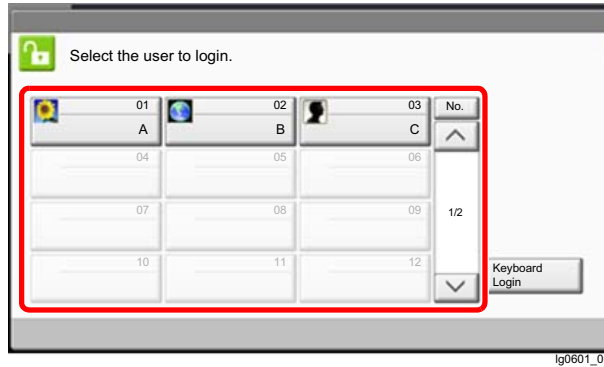 Select the user to login.
01 02 03 No.
A B C
04 05 06
07 08 09 1/2
10 11 12
Keyboard
Login
lg0601_0